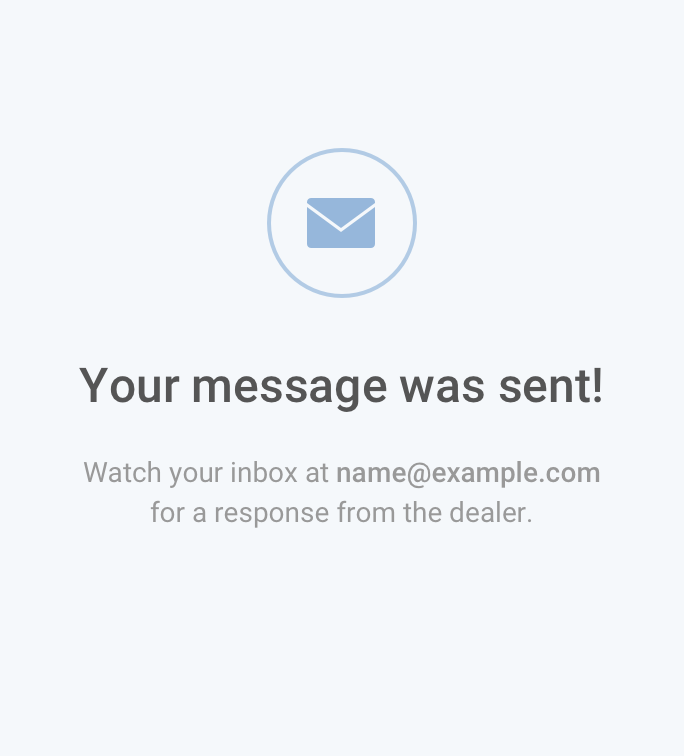 Your message was sent!
Watch your inbox at name@example.com
for a response from the dealer.